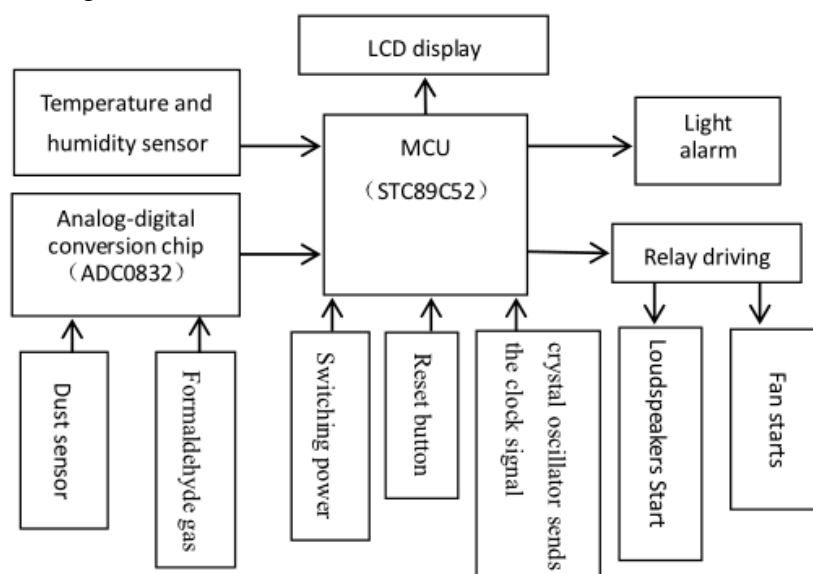 LCD display
Temperature and
humidity sensor
MCU
（STC89C52）
Light
alarm
Analog-digital
conversion chip
（ADC0832）
Relay driving
Dust sensor
Formaldehyde gas
Switching power
Reset button
crystal oscillator sends
the clock signal
Loudspeakers Start
Fan starts